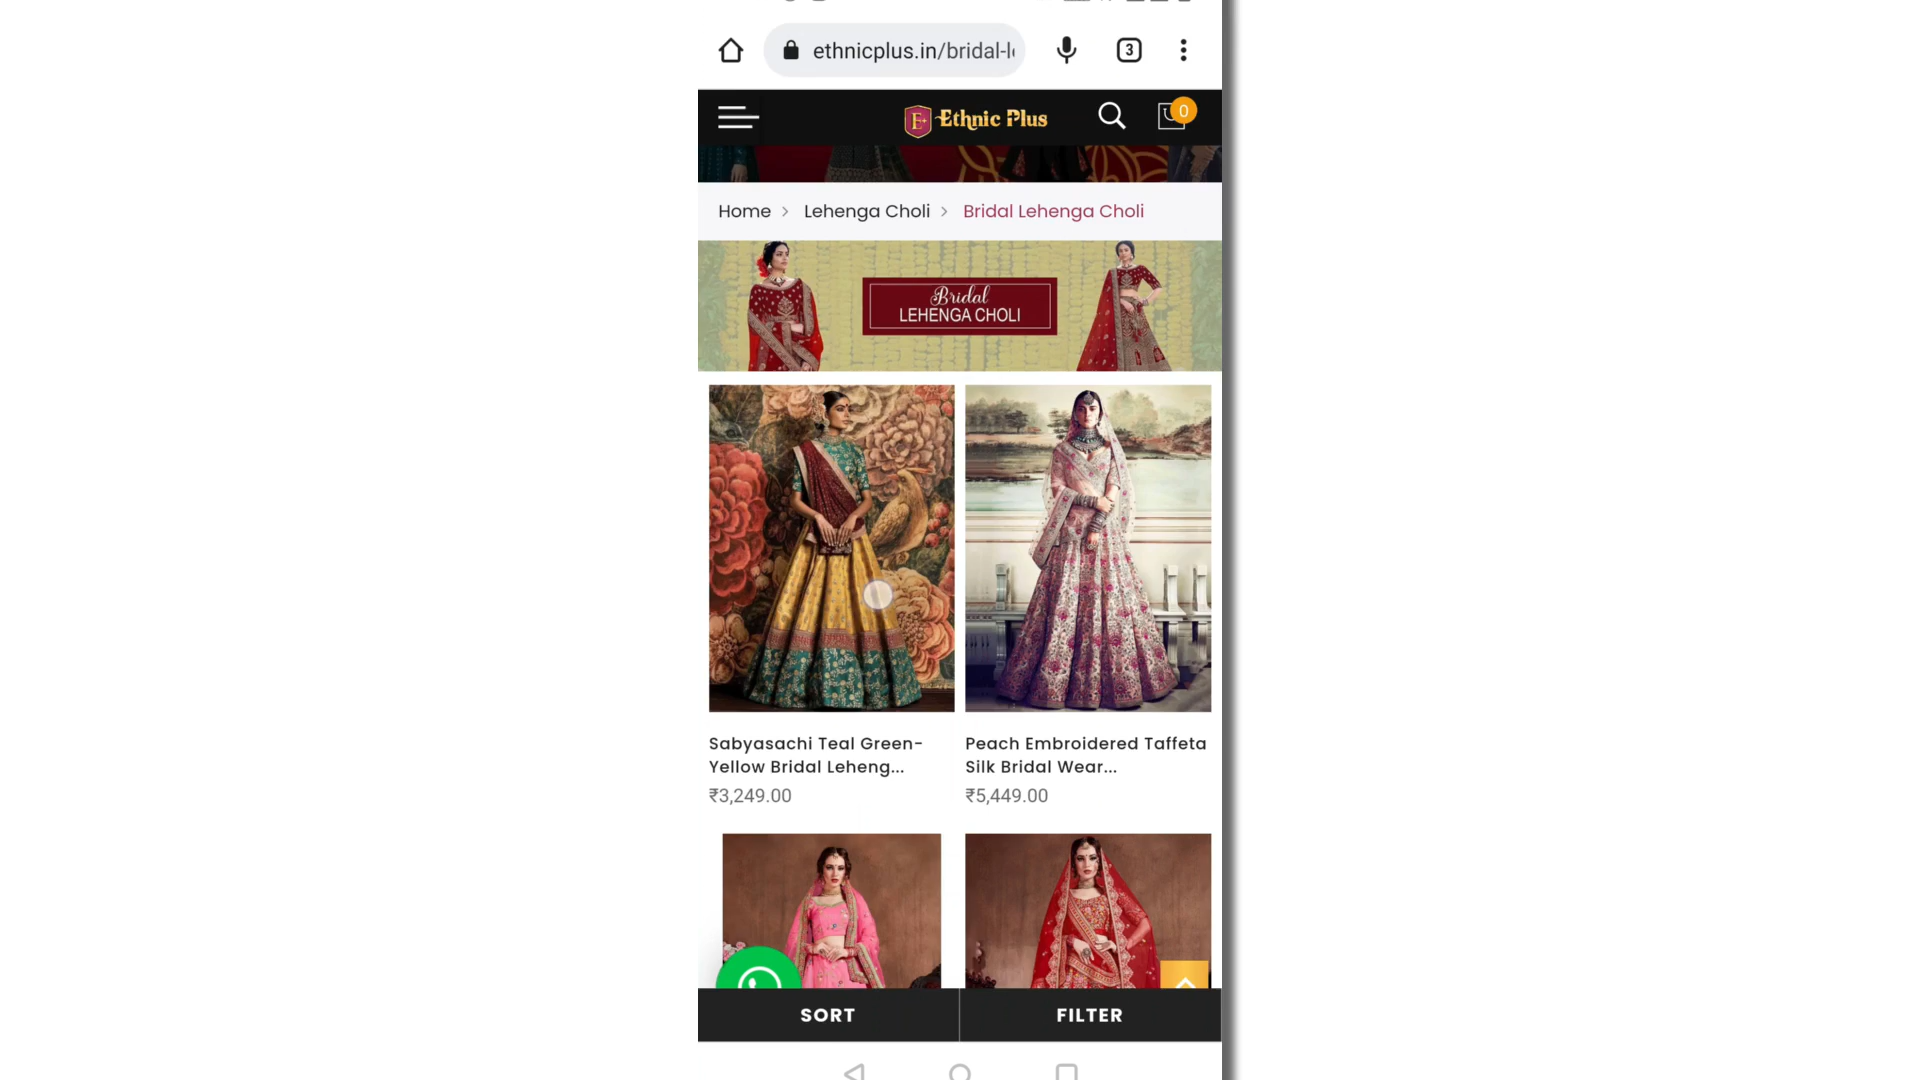 ethnicplus.in/bridal-l
3
Ethnic Plus
0
Home > Lehenga Choli > Bridal Lehenga Choli
Bridal
LEHENGA CHOLI
Sabyasachi Teal Green-
Yellow Bridal Leheng...
₹3,249.00
Peach Embroidered Taffeta
Silk Bridal Wear...
₹5,449.00
SORT
FILTER